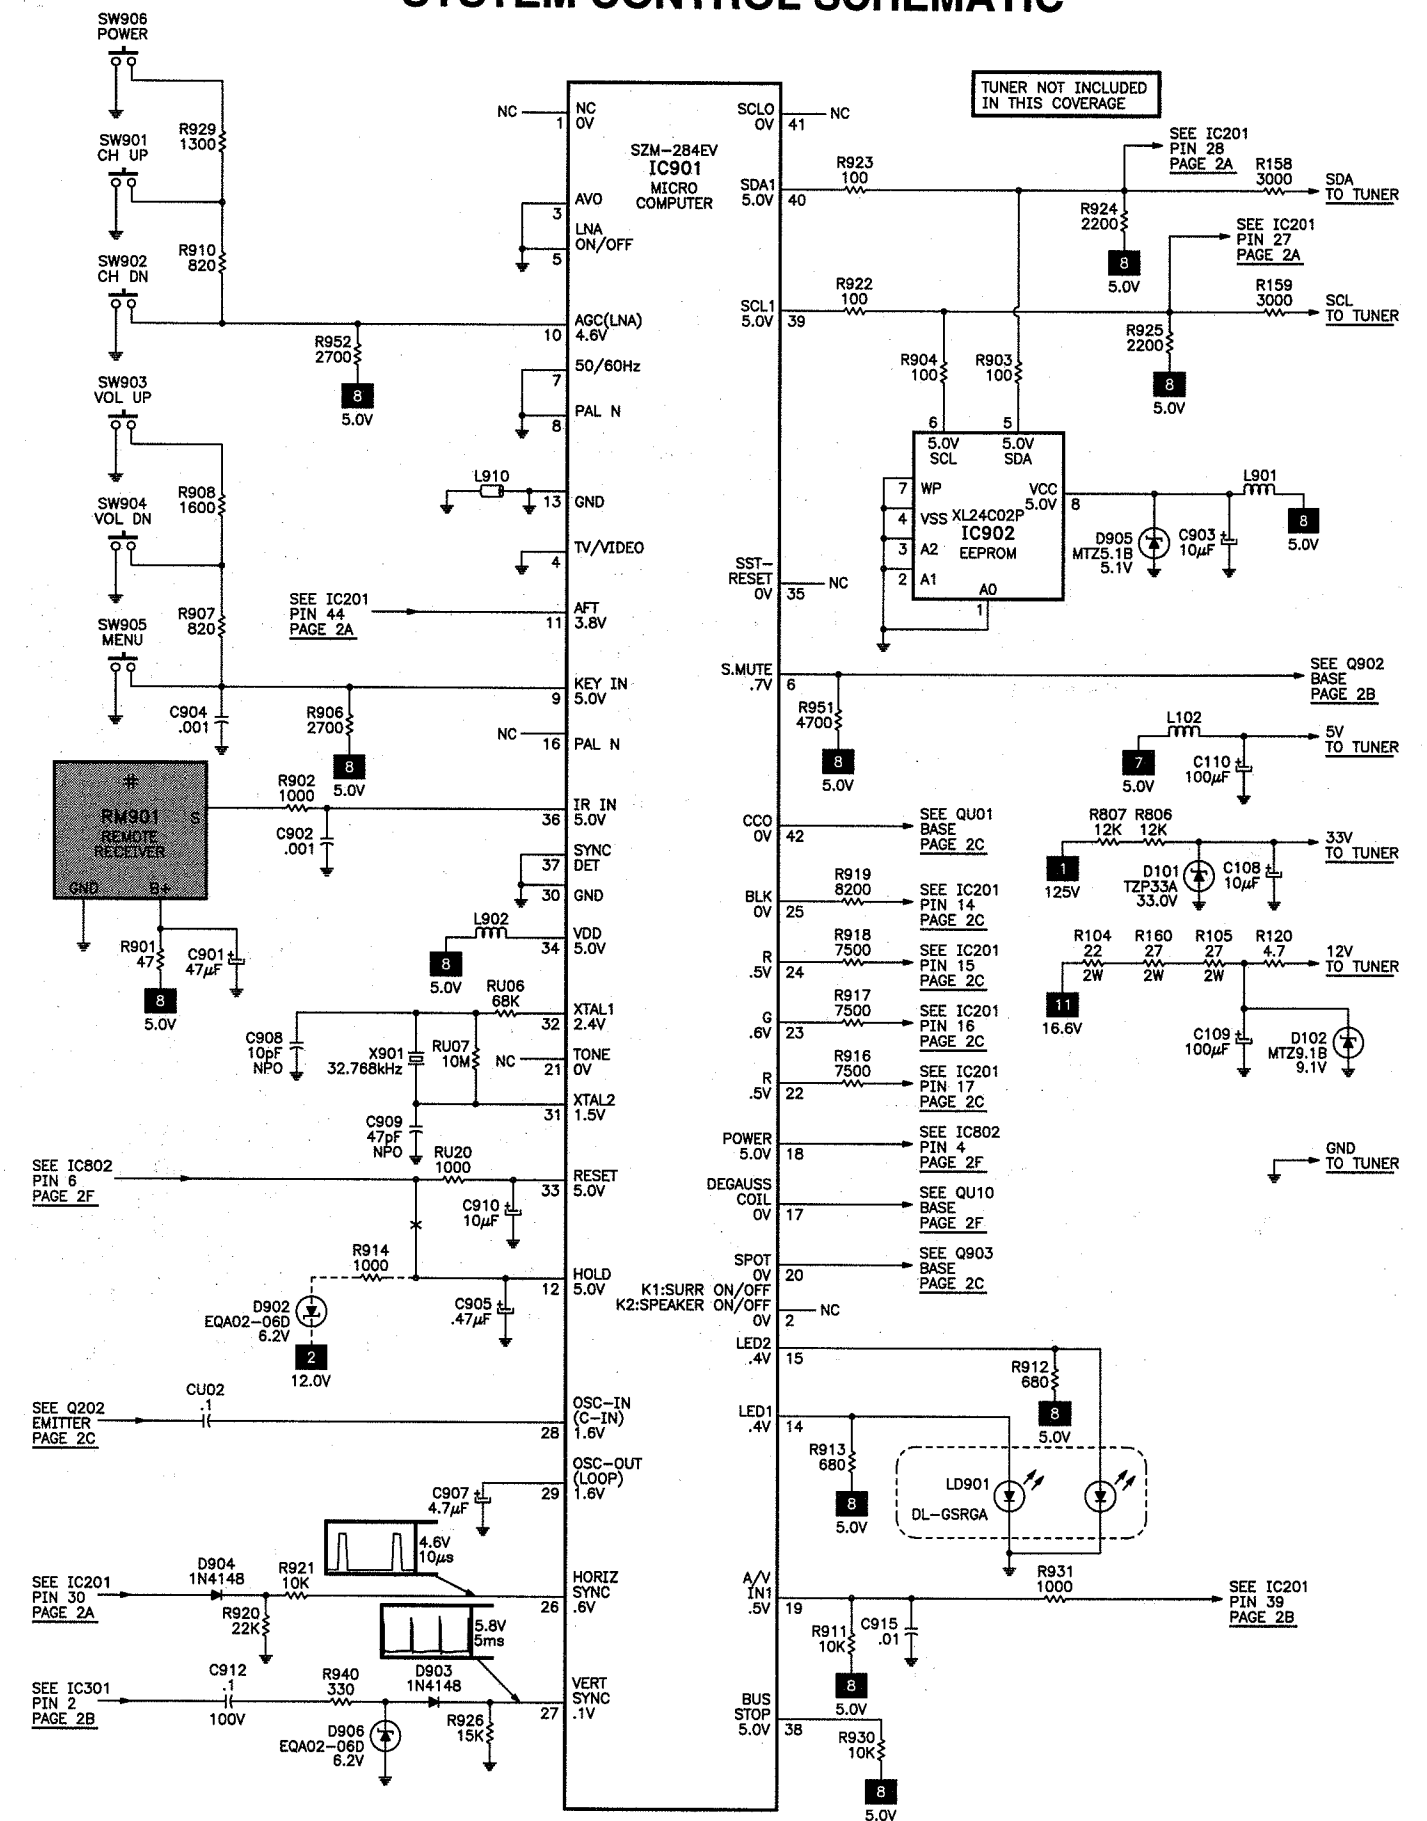 SYSTEM CONTROL SCHEMATIC
SW906
POWER
R929
1300
SW901
CH UP
R910
820
SW902
CH DN
R952
2700
8
5.0V
SW903
VOL UP
R908
1600
SW904
VOL DN
R907
820
SW905
MENU
C904
.001
R906
2700
8
5.0V
#
RM901
REMOTE
RECEIVER
S
GND
B+
R902
1000
C902
.001
R901
47
C901
47µF
+
8
5.0V
L910
SEE IC201
PIN 44
PAGE 2A
L902
8
5.0V
RU06
68K
C908
10pF
NPO
X901
32.768kHz
RU07
10M
C909
47pF
NPO
SEE IC802
PIN 6
PAGE 2F
RU20
1000
C910
10µF
+
R914
1000
D902
EQA02-06D
6.2V
2
12.0V
C905
.47µF
+
SEE Q202
EMITTER
PAGE 2C
CU02
.1
C907
4.7µF
+
4.6V
10µs
SEE IC201
PIN 30
PAGE 2A
D904
1N4148
R921
10K
R920
22K
5.8V
5ms
SEE IC301
PIN 2
PAGE 2B
C912
.1
100V
R940
330
D903
1N4148
D906
EQA02-06D
6.2V
R926
15K
SZM-284EV
IC901
MICRO
COMPUTER
NC
1
NC
0V
3
AVO
5
LNA
ON/OFF
10
AGC(LNA)
4.6V
7
50/60Hz
8
PAL N
13
GND
4
TV/VIDEO
11
AFT
3.8V
9
KEY IN
5.0V
NC
16
PAL N
36
IR IN
5.0V
37
SYNC
DET
30
GND
34
VDD
5.0V
32
XTAL1
2.4V
NC
21
TONE
0V
31
XTAL2
1.5V
33
RESET
5.0V
12
HOLD
5.0V
28
OSC-IN
(C-IN)
1.6V
29
OSC-OUT
(LOOP)
1.6V
26
HORIZ
SYNC
.6V
27
VERT
SYNC
.1V
SCLO
0V
41
NC
SDA1
5.0V
40
SCL1
5.0V
39
SST-
RESET
0V
35
NC
S.MUTE
.7V
6
CCO
0V
42
BLK
0V
25
R
.5V
24
G
.6V
23
R
.5V
22
POWER
5.0V
18
DEGAUSS
COIL
0V
17
SPOT
0V
20
K1:SURR ON/OFF
K2:SPEAKER ON/OFF
0V
2
NC
LED2
.4V
15
LED1
.4V
14
A/V
IN1
.5V
19
BUS
STOP
5.0V
38
TUNER NOT INCLUDED
IN THIS COVERAGE
R923
100
SEE IC201
PIN 28
PAGE 2A
R158
3000
SDA
TO TUNER
R924
2200
8
5.0V
SEE IC201
PIN 27
PAGE 2A
R922
100
R159
3000
SCL
TO TUNER
R925
2200
8
5.0V
R904
100
R903
100
6
5.0V
SCL
5
5.0V
SDA
7
WP
4
VSS
3
A2
2
A1
1
A0
VCC
5.0V
8
XL24C02P
IC902
EEPROM
L901
D905
MTZ5.1B
5.1V
C903
10µF
+
8
5.0V
SEE Q902
BASE
PAGE 2B
R951
4700
8
5.0V
L102
7
5.0V
C110
100µF
+
5V
TO TUNER
SEE QU01
BASE
PAGE 2C
R807
12K
R806
12K
1
125V
D101
TZP33A
33.0V
C108
10µF
+
33V
TO TUNER
R919
8200
SEE IC201
PIN 14
PAGE 2C
R918
7500
SEE IC201
PIN 15
PAGE 2C
R104
22
2W
R160
27
2W
R105
27
2W
R120
4.7
12V
TO TUNER
11
16.6V
C109
100µF
+
D102
MTZ9.1B
9.1V
R917
7500
SEE IC201
PIN 16
PAGE 2C
R916
7500
SEE IC201
PIN 17
PAGE 2C
SEE IC802
PIN 4
PAGE 2F
GND
TO TUNER
SEE QU10
BASE
PAGE 2F
SEE Q903
BASE
PAGE 2C
R912
680
8
5.0V
R913
680
8
5.0V
LD901
DL-GSRGA
R931
1000
SEE IC201
PIN 39
PAGE 2B
R911
10K
8
5.0V
C915
.01
R930
10K
8
5.0V